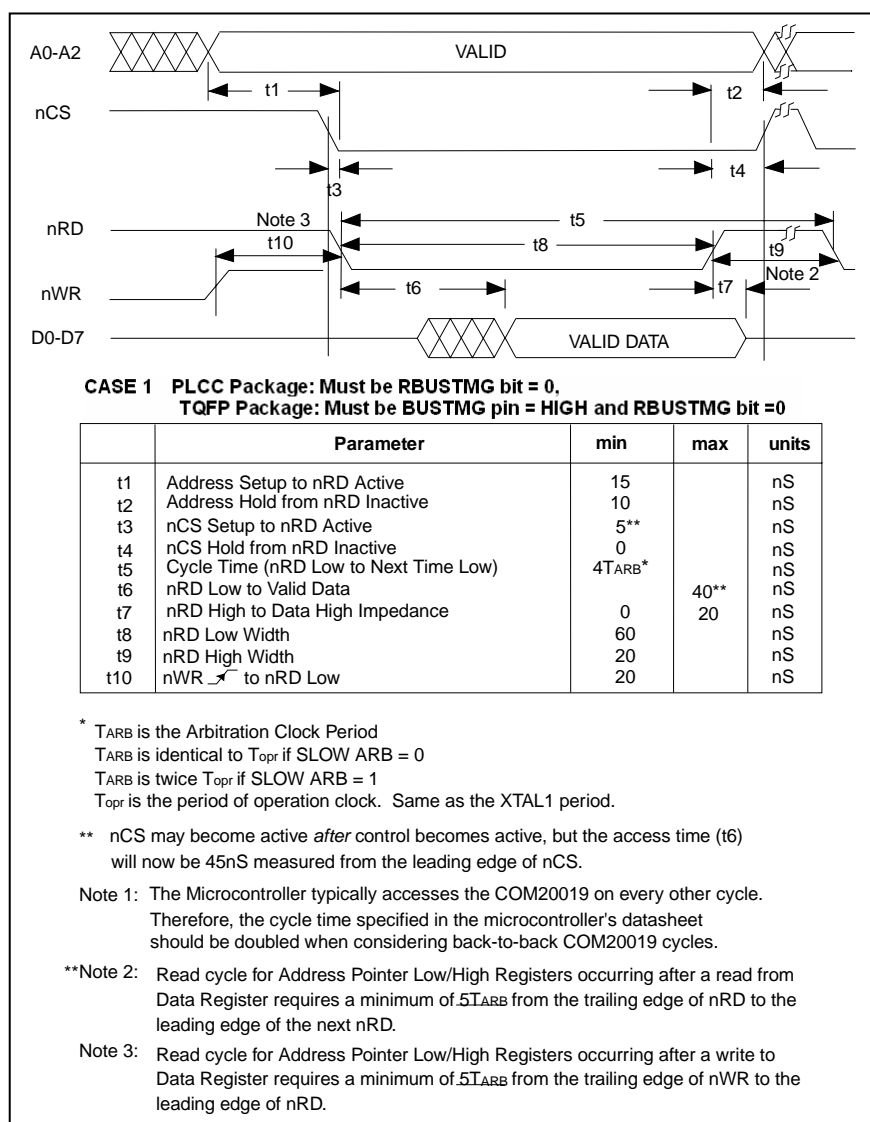 A0-A2
VALID
t1
t2
nCS
t3
t4
nRD
Note 3
t5
t10
t8
t9
nWR
t6
t7
Note 2
D0-D7
VALID DATA
CASE 1 PLCC Package: Must be RBUSTMG bit = 0,
TQFP Package: Must be BUSTMG pin = HIGH and RBUSTMG bit =0
Parameter min max units
t1 Address Setup to nRD Active 15 nS
t2 Address Hold from nRD Inactive 10 nS
t3 nCS Setup to nRD Active 5** nS
t4 nCS Hold from nRD Inactive 0 nS
t5 Cycle Time (nRD Low to Next Time Low) 4TARB* nS
t6 nRD Low to Valid Data 40** nS
t7 nRD High to Data High Impedance 0 20 nS
t8 nRD Low Width 60 nS
t9 nRD High Width 20 nS
t10 nWR to nRD Low 20 nS
* TARB is the Arbitration Clock Period
TARB is identical to Topr if SLOW ARB = 0
TARB is twice Topr if SLOW ARB = 1
Topr is the period of operation clock. Same as the XTAL1 period.
** nCS may become active after control becomes active, but the access time (t6)
will now be 45nS measured from the leading edge of nCS.
Note 1: The Microcontroller typically accesses the COM20019 on every other cycle.
Therefore, the cycle time specified in the microcontroller's datasheet
should be doubled when considering back-to-back COM20019 cycles.
**Note 2: Read cycle for Address Pointer Low/High Registers occurring after a read from
Data Register requires a minimum of 5TARB from the trailing edge of nRD to the
leading edge of the next nRD.
Note 3: Read cycle for Address Pointer Low/High Registers occurring after a write to
Data Register requires a minimum of 5TARB from the trailing edge of nWR to the
leading edge of nRD.